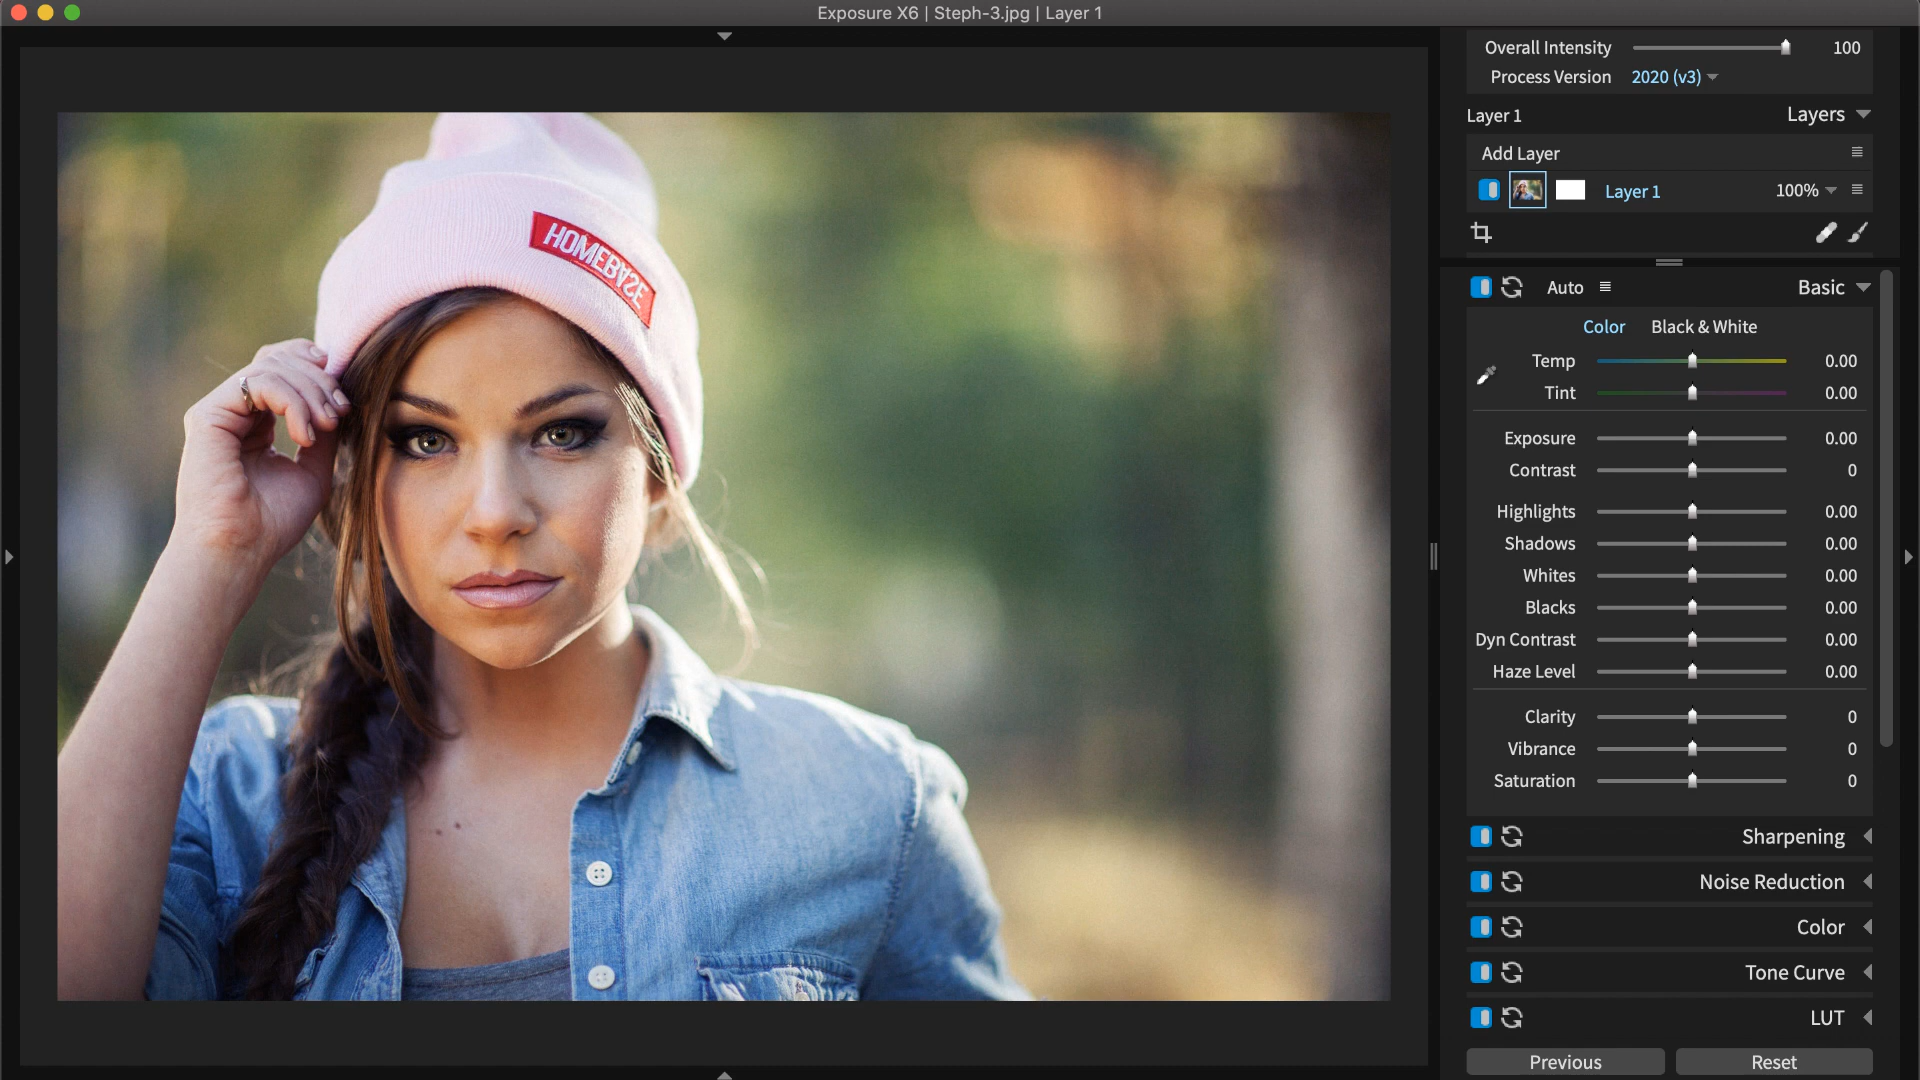 Exposure X6 | Steph-3.jpg | Layer 1
HOMEBASE
Overall Intensity 100
Process Version 2020 (v3)
Layer 1 Layers
Add Layer
Layer 1 100%
Auto Basic
Color Black & White
Temp 0.00
Tint 0.00
Exposure 0.00
Contrast 0
Highlights 0.00
Shadows 0.00
Whites 0.00
Blacks 0.00
Dyn Contrast 0.00
Haze Level 0.00
Clarity 0
Vibrance 0
Saturation 0
Sharpening
Noise Reduction
Color
Tone Curve
LUT
Previous Reset